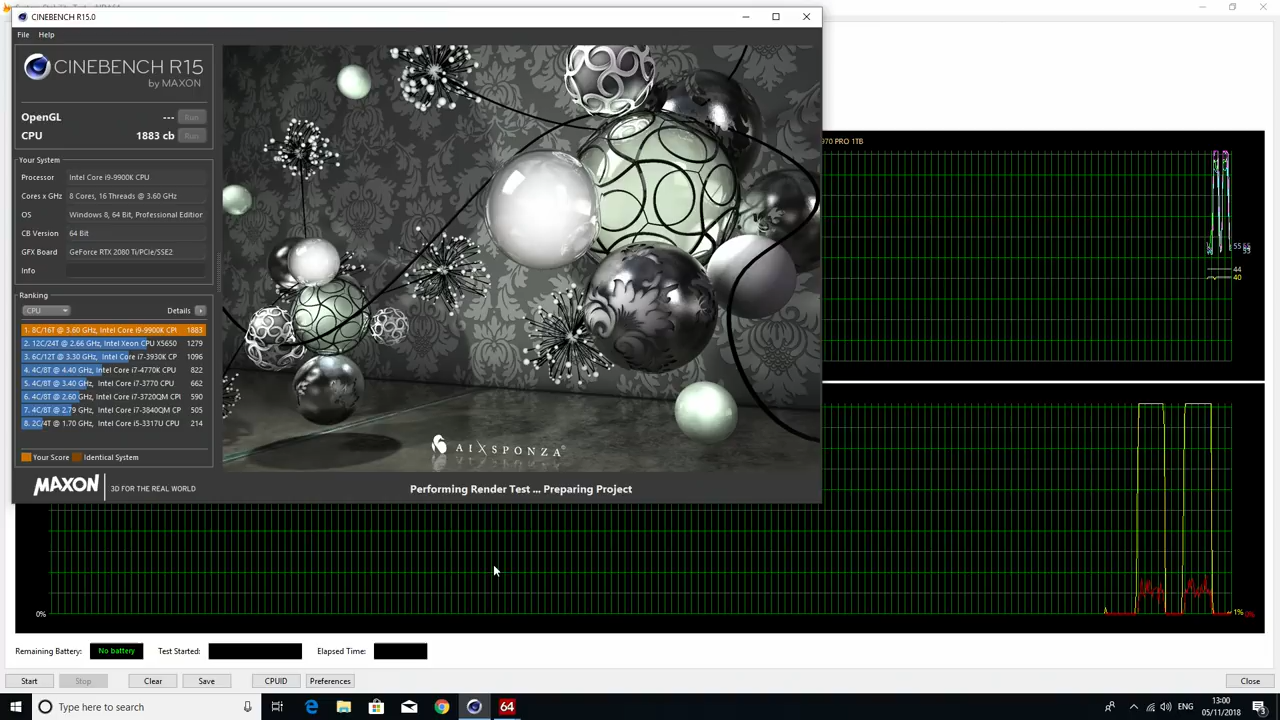 CINEBENCH R15.0
File Help
CINEBENCH R15
by MAXON
OpenGL --- Run
CPU 1883 cb Run
Your System
Processor Intel Core i9-9900K CPU
Cores x GHz 8 Cores, 16 Threads @ 3.60 GHz
OS Windows 8, 64 Bit, Professional Edition
CB Version 64 Bit
GFX Board GeForce RTX 2080 Ti/PCIe/SSE2
Info
Ranking
CPU Details
1. 8C/16T @ 3.60 GHz, Intel Core i9-9900K CPU 1883
2. 12C/24T @ 2.66 GHz, Intel Xeon CPU X5650 1279
3. 6C/12T @ 3.30 GHz, Intel Core i7-3930K CP 1096
4. 4C/8T @ 4.40 GHz, Intel Core i7-4770K CPU 822
5. 4C/8T @ 3.40 GHz, Intel Core i7-3770 CPU 662
6. 4C/8T @ 2.60 GHz, Intel Core i7-3720QM CPU 590
7. 4C/8T @ 2.79 GHz, Intel Core i7-3840QM CP 505
8. 2C/4T @ 1.70 GHz, Intel Core i5-3317U CPU 214
Your Score Identical System
MAXON 3D FOR THE REAL WORLD
AIXSPONZA®
Performing Render Test ... Preparing Project
970 PRO 1TB
55
44
40
0%
1% 0%
Remaining Battery: No battery Test Started: Elapsed Time:
Start Stop Clear Save CPUID Preferences Close
Type here to search
64
ENG
13:00
05/11/2018
3